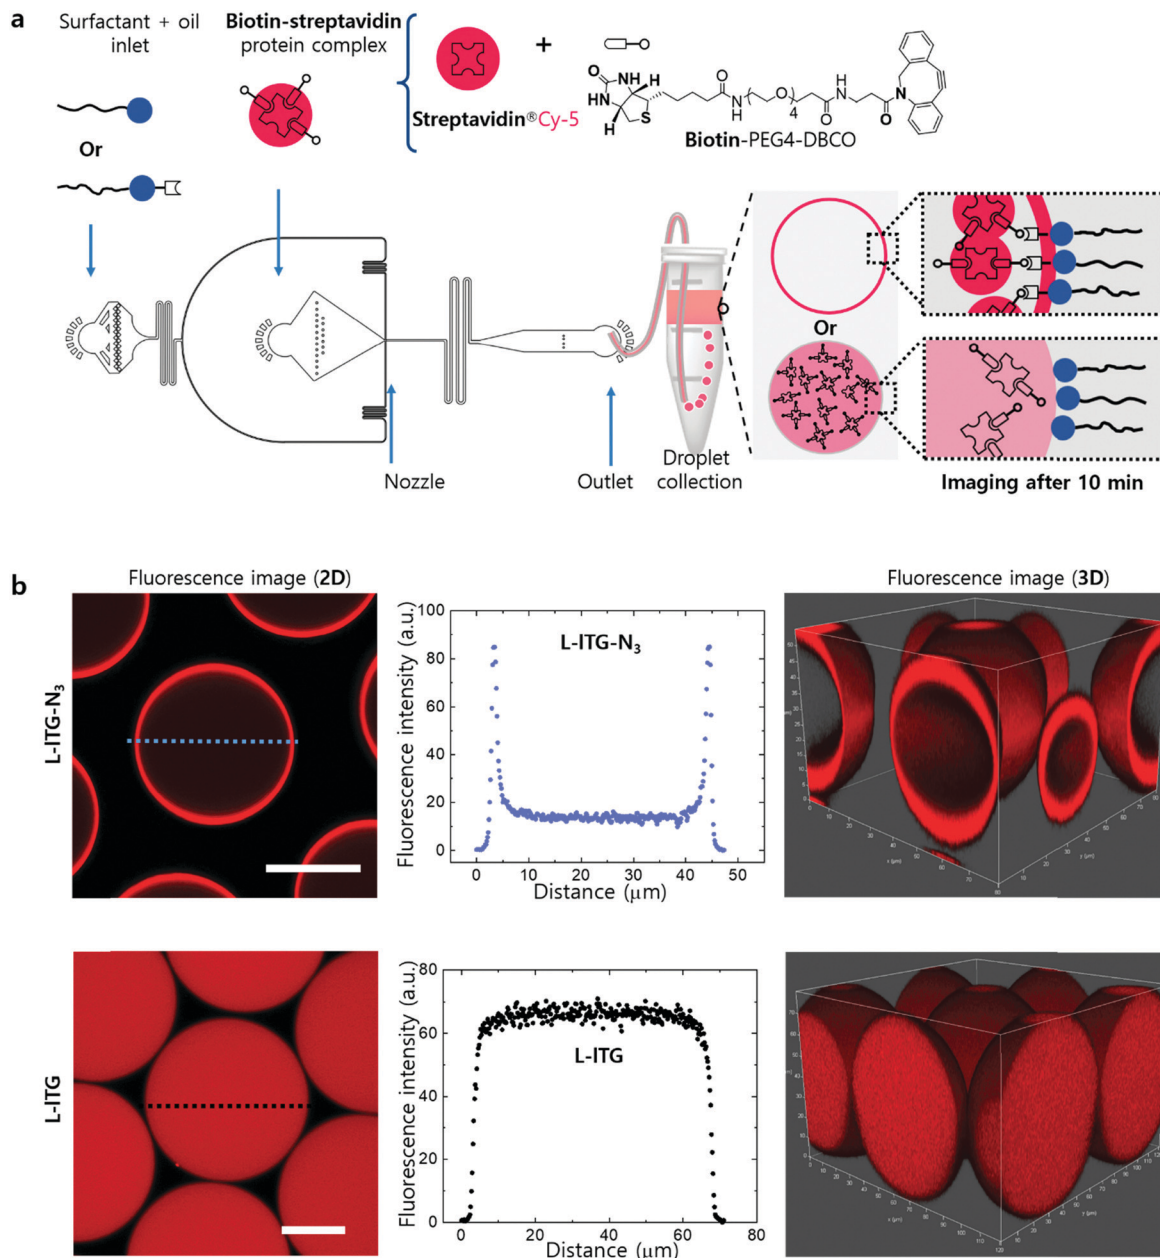 a
Surfactant + oil
inlet
Biotin-streptavidin
protein complex
Or
Streptavidin®Cy-5
+
O
HN
NH
H
H
S
O
N
H
O
4
O
N
H
O
N
Biotin-PEG4-DBCO
Nozzle
Outlet
Droplet
collection
Or
Imaging after 10 min
b
Fluorescence image (2D)
Fluorescence image (3D)
L-ITG-N3
Fluorescence intensity (a.u.)
100
80
60
40
20
0
L-ITG-N3
0 10 20 30 40 50
Distance (μm)
L-ITG
Fluorescence intensity (a.u.)
80
60
40
20
0
L-ITG
0 20 40 60 80
Distance (μm)